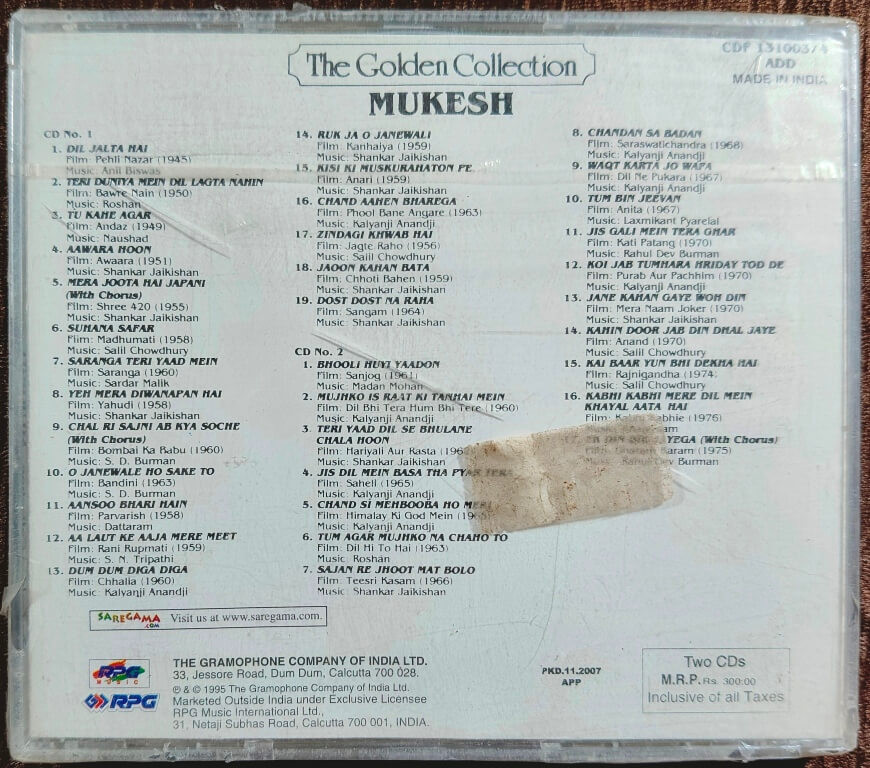 The Golden Collection
MUKESH
CDF 1310037/4
ADD
MADE IN INDIA
CD No. 1
1. DIL JALTA HAI
Film: Pehli Nazar (1945)
Music: Anil Biswas
2. TERI DUNIYA MEIN DIL LAGTA NAHIN
Film: Bawre Nain (1950)
Music: Roshan
3. TU KAHE AGAR
Film: Andaz (1949)
Music: Naushad
4. AAWARA HOON
Film: Awaara (1951)
Music: Shankar Jaikishan
5. MERA JOOTA HAI JAPANI
(With Chorus)
Film: Shree 420 (1955)
Music: Shankar Jaikishan
6. SUHANA SAFAR
Film: Madhumati (1958)
Music: Salil Chowdhury
7. SARANGA TERI YAAD MEIN
Film: Saranga (1960)
Music: Sardar Malik
8. YEH MERA DIWANAPAN HAI
Film: Yahudi (1958)
Music: Shankar Jaikishan
9. CHAL RI SAJNI AB KYA SOCHE
(With Chorus)
Film: Bombai Ka Babu (1960)
Music: S. D. Burman
10. O JANEWALE HO SAKE TO
Film: Bandini (1963)
Music: S. D. Burman
11. AANSOO BHARI HAIN
Film: Parvarish (1958)
Music: Dattaram
12. AA LAUT KE AAJA MERE MEET
Film: Rani Rupmati (1959)
Music: S. N. Tripathi
13. DUM DUM DIGA DIGA
Film: Chhalia (1960)
Music: Kalyanji Anandji
14. RUK JA O JANEWALI
Film: Kanhaiya (1959)
Music: Shankar Jaikishan
15. KISI KI MUSKURAHATON PE
Film: Anari (1959)
Music: Shankar Jaikishan
16. CHAND AAHEN BHAREGA
Film: Phool Bane Angare (1963)
Music: Kalyanji Anandji
17. ZINDAGI KHWAB HAI
Film: Jagte Raho (1956)
Music: Salil Chowdhury
18. JAOON KAHAN BATA
Film: Chhoti Bahen (1959)
Music: Shankar Jaikishan
19. DOST DOST NA RAHA
Film: Sangam (1964)
Music: Shankar Jaikishan
CD No. 2
1. BHOOLI HUYI YAADON
Film: Sanjog (1961)
Music: Madan Mohan
2. MUJHKO IS RAAT KI TANHAI MEIN
Film: Dil Bhi Tera Hum Bhi Tere (1960)
Music: Kalyanji Anandji
3. TERI YAAD DIL SE BHULANE
CHALA HOON
Film: Hariyali Aur Rasta (196
Music: Shankar Jaikishan
4. JIS DIL MEIN BASA THA PYAR TERA
Film: Saheli (1965)
Music: Kalyanji Anandji
5. CHAND SI MEHBOOBA HO
Film: Himalay Ki God Mein (19
Music: Kalyanji Anandji
6. TUM AGAR MUJHKO NA CHAHO TO
Film: Dil Hi To Hai (1963)
Music: Roshan
7. SAJAN RE JHOOT MAT BOLO
Film: Teesri Kasam (1966)
Music: Shankar Jaikishan
8. CHANDAN SA BADAN
Film: Saraswatichandra (1968)
Music: Kalyanji Anandji
9. WAQT KARTA JO WAFA
Film: Dil Ne Pukara (1967)
Music: Kalyanji Anandji
10. TUM BIN JEEVAN
Film: Anita (1967)
Music: Laxmikant Pyarelal
11. JIS GALI MEIN TERA GHAR
Film: Kati Patang (1970)
Music: Rahul Dev Burman
12. KOI JAB TUMHARA HRIDAY TOD DE
Film: Purab Aur Pachhim (1970)
Music: Kalyanji Anandji
13. JANE KAHAN GAYE WOH DIN
Film: Mera Naam Joker (1970)
Music: Shankar Jaikishan
14. KAHIN DOOR JAB DIN DHAL JAYE
Film: Anand (1970)
Music: Salil Chowdhury
15. KAI BAAR YUN BHI DEKHA HAI
Film: Rajnigandha (1974)
Music: Salil Chowdhury
16. KABHI KABHI MERE DIL MEIN
KHAYAL AATA HAI
Film: (1976)
(With Chorus)
(1975)
Burman
SAREGAMA.COM Visit us at www.saregama.com.
RPG MUSIC
RPG
THE GRAMOPHONE COMPANY OF INDIA LTD.
33, Jessore Road, Dum Dum, Calcutta 700 028.
℗ & © 1995 The Gramophone Company of India Ltd.
Marketed Outside India under Exclusive Licensee
RPG Music International Ltd.,
31, Netaji Subhas Road, Calcutta 700 001, INDIA.
PKD.11.2007
APP
Two CDs
M.R.P. Rs. 300:00
Inclusive of all Taxes